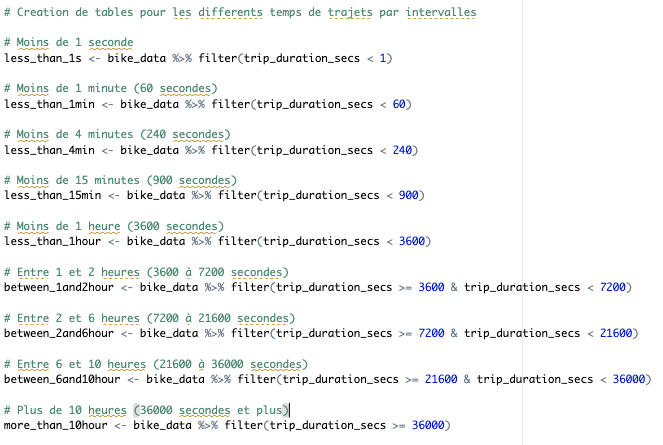 # Creation de tables pour les differents temps de trajets par intervalles
# Moins de 1 seconde
less_than_1s <- bike_data %>% filter(trip_duration_secs < 1)
# Moins de 1 minute (60 secondes)
less_than_1min <- bike_data %>% filter(trip_duration_secs < 60)
# Moins de 4 minutes (240 secondes)
less_than_4min <- bike_data %>% filter(trip_duration_secs < 240)
# Moins de 15 minutes (900 secondes)
less_than_15min <- bike_data %>% filter(trip_duration_secs < 900)
# Moins de 1 heure (3600 secondes)
less_than_1hour <- bike_data %>% filter(trip_duration_secs < 3600)
# Entre 1 et 2 heures (3600 à 7200 secondes)
between_1and2hour <- bike_data %>% filter(trip_duration_secs >= 3600 & trip_duration_secs < 7200)
# Entre 2 et 6 heures (7200 à 21600 secondes)
between_2and6hour <- bike_data %>% filter(trip_duration_secs >= 7200 & trip_duration_secs < 21600)
# Entre 6 et 10 heures (21600 à 36000 secondes)
between_6and10hour <- bike_data %>% filter(trip_duration_secs >= 21600 & trip_duration_secs < 36000)
# Plus de 10 heures (36000 secondes et plus)
more_than_10hour <- bike_data %>% filter(trip_duration_secs >= 36000)